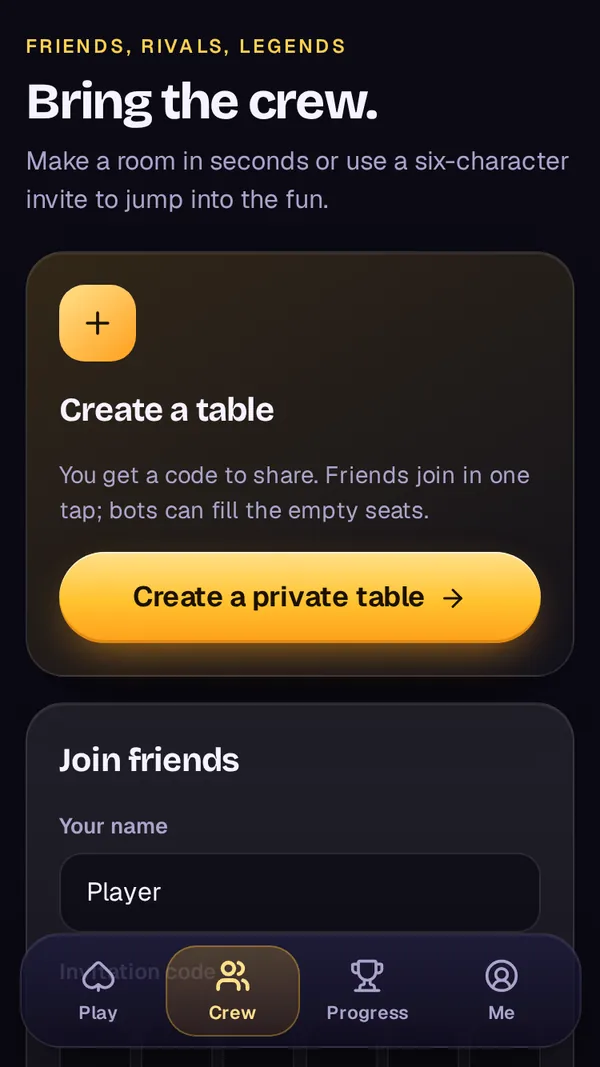 FRIENDS, RIVALS, LEGENDS
Bring the crew.
Make a room in seconds or use a six-character
invite to jump into the fun.
Create a table
You get a code to share. Friends join in one
tap; bots can fill the empty seats.
Create a private table →
Join friends
Your name
Player
Invitation code
Play
Crew
Progress
Me